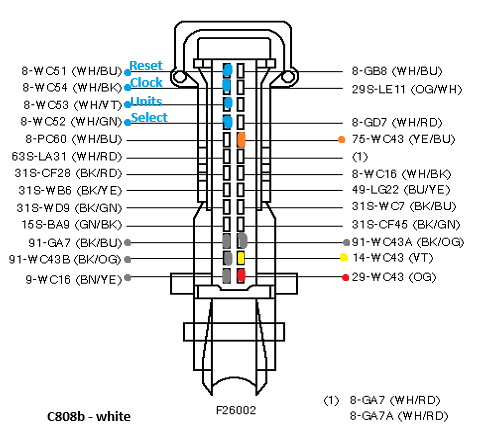 8-WC51 (WH/BU) Reset 8-GB8 (WH/BU)
8-WC54 (WH/BK) Clock 29S-LE11 (OG/WH)
8-WC53 (WH/VT) Units
8-WC52 (WH/GN) Select 8-GD7 (WH/RD)
8-PC60 (WH/BU) 75-WC43 (YE/BU)
63S-LA31 (WH/RD) (1)
31S-CF28 (BK/RD) 8-WC16 (WH/BK)
31S-WB6 (BK/YE) 49-LG22 (BU/YE)
31S-WD9 (BK/GN) 31S-WC7 (BK/BU)
15S-BA9 (GN/BK) 31S-CF45 (BK/GN)
91-GA7 (BK/BU) 91-WC43A (BK/OG)
91-WC43B (BK/OG) 14-WC43 (VT)
9-WC16 (BN/YE) 29-WC43 (OG)
(1) 8-GA7 (WH/RD)
F26002
C808b - white 8-GA7A (WH/RD)